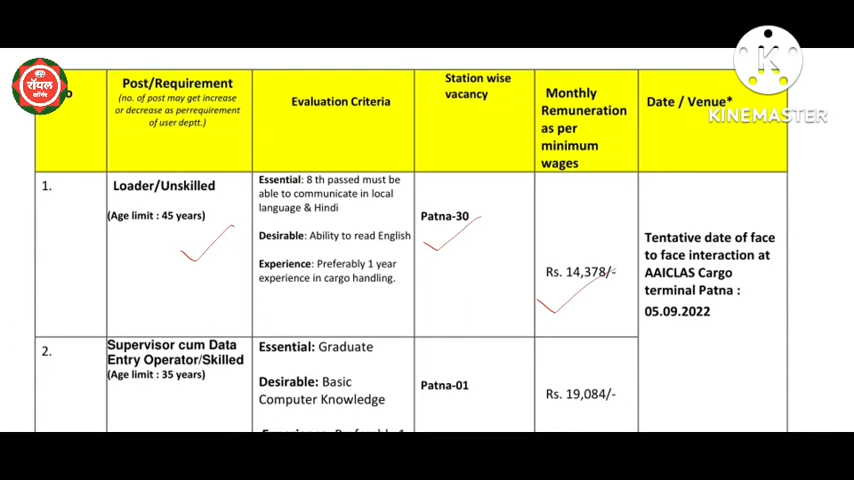 रॉयल
कॉर्नर
KINEMASTER
o
Post/Requirement
(no. of post may get increase
or decrease as perrequirement
of user deptt.)
Evaluation Criteria
Station wise
vacancy
Monthly
Remuneration
as per
minimum
wages
Date / Venue*
1.
Loader/Unskilled
(Age limit : 45 years)
Essential: 8 th passed must be
able to communicate in local
language & Hindi
Desirable: Ability to read English
Experience: Preferably 1 year
experience in cargo handling.
Patna-30
Rs. 14,378/-
Tentative date of face
to face interaction at
AAICLAS Cargo
terminal Patna :
05.09.2022
2.
Supervisor cum Data
Entry Operator/Skilled
(Age limit : 35 years)
Essential: Graduate
Desirable: Basic
Computer Knowledge
Experience: Preferably 1
Patna-01
Rs. 19,084/-